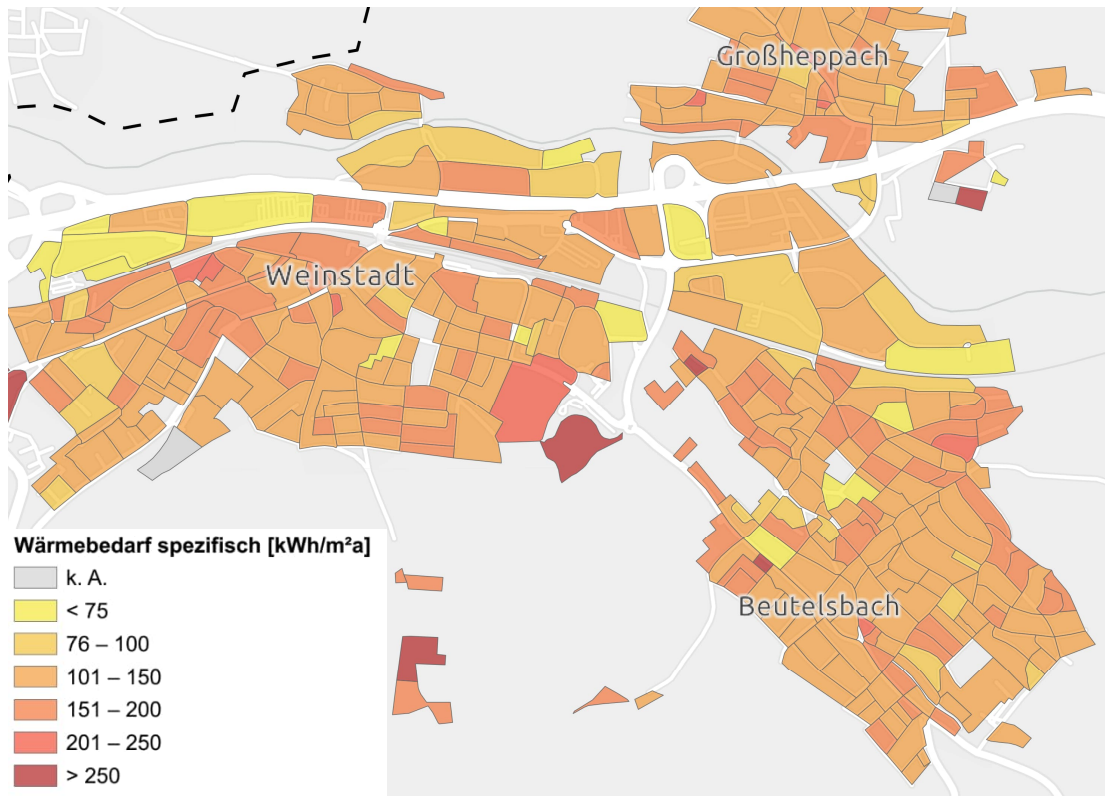 Großheppach
Weinstadt
Beutelsbach
Wärmebedarf spezifisch [kWh/m²a]
k. A.
< 75
76 – 100
101 – 150
151 – 200
201 – 250
> 250